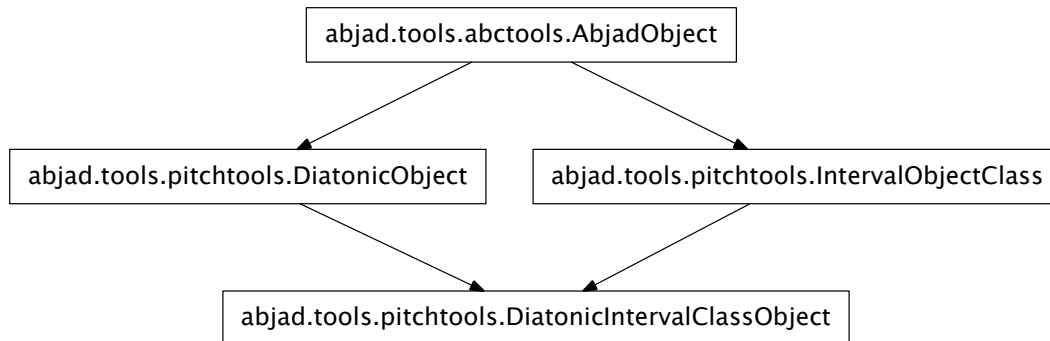 abjad.tools.abctools.AbjadObject
abjad.tools.pitchtools.DiatonicObject
abjad.tools.pitchtools.IntervalObjectClass
abjad.tools.pitchtools.DiatonicIntervalClassObject